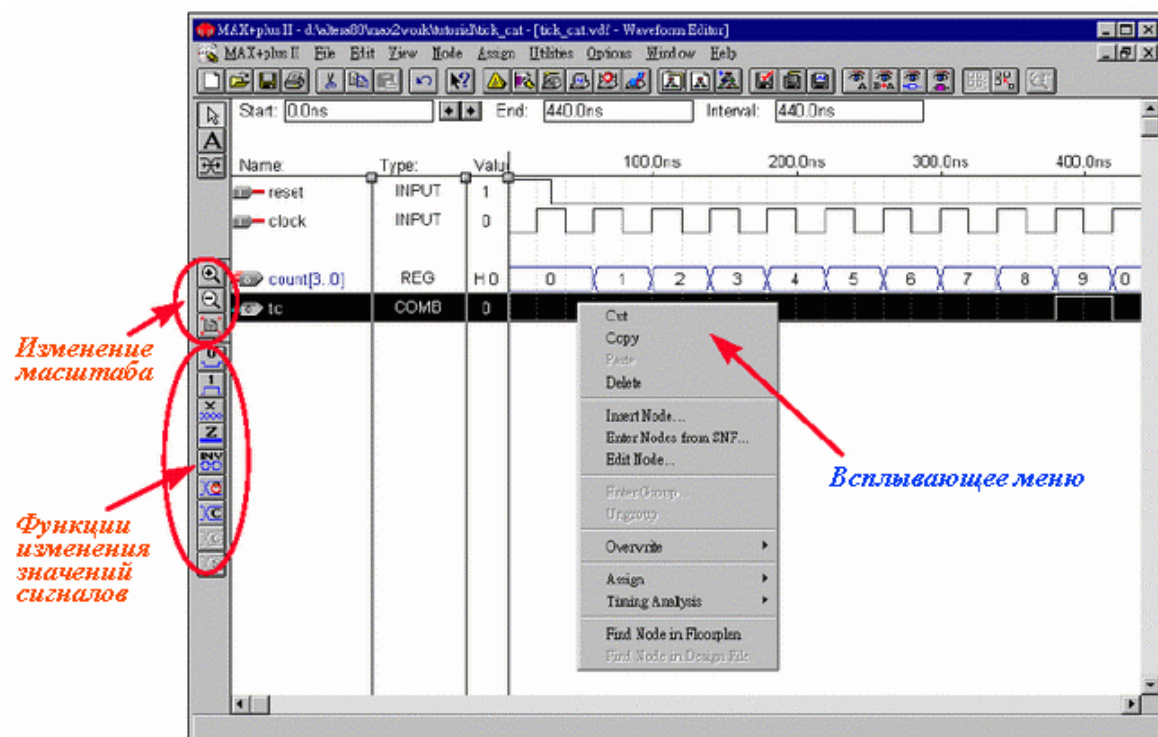 MAX+plus II - d:\altera80\max2work\tutorial\tick_cnt - [tick_cnt.vdf - Waveform Editor]
MAX+plus II File Edit View Node Assign Utilities Options Window Help
Start: 0.0ns End: 440.0ns Interval: 440.0ns
Name: Type: Valu 100.0ns 200.0ns 300.0ns 400.0ns
reset INPUT 1
clock INPUT 0
count[3..0] REG H 0 0 1 2 3 4 5 6 7 8 9 0
tc COMB 0
A
0
1
X
Z
INV
C
Cut
Copy
Paste
Delete
Insert Node...
Enter Nodes from SNF...
Edit Node...
Enter Group...
Ungroup
Overwrite
Assign
Timing Analysis
Find Node in Floorplan
Find Node in Design File
Изменение
масштаба
Функции
изменения
значений
сигналов
Всплывающее меню